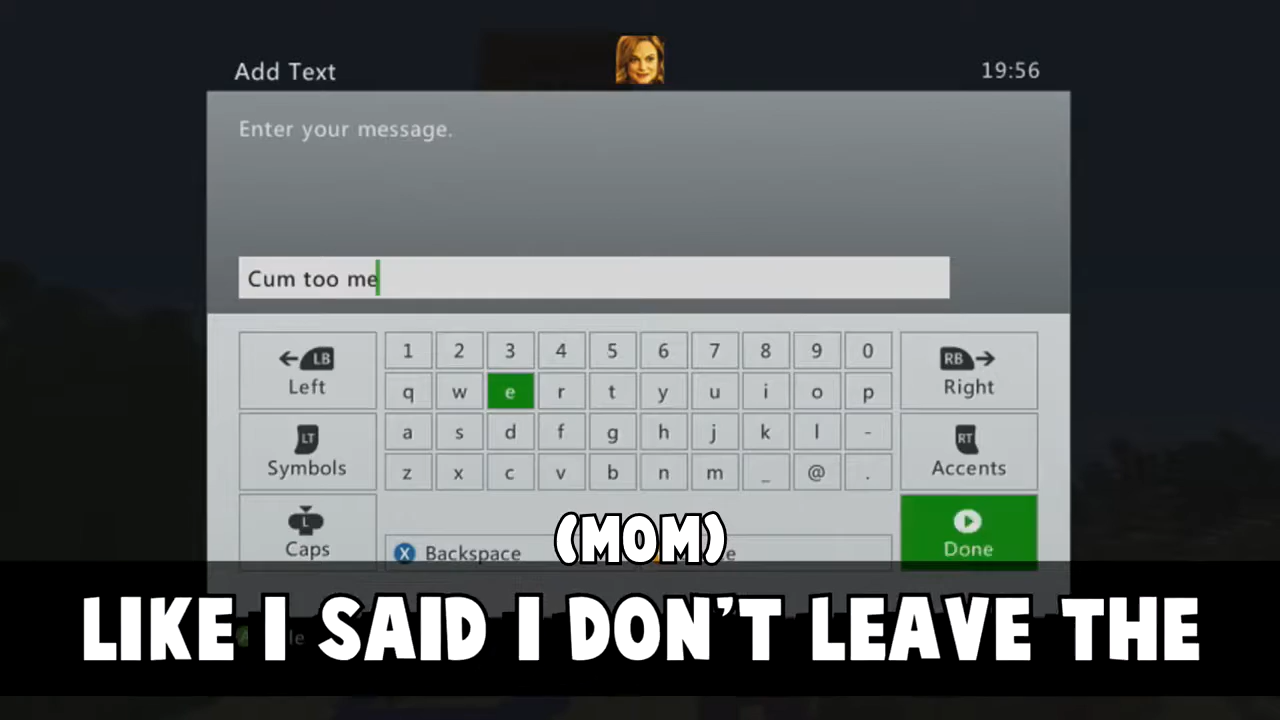 Add Text
19:56
Enter your message.
Cum too me
LB
Left
1 2 3 4 5 6 7 8 9 0
RB
Right
q w e r t y u i o p
LT
Symbols
a s d f g h j k l -
RT
Accents
z x c v b n m _ @ .
L
Caps
X Backspace
Done
(MOM)
LIKE I SAID I DON'T LEAVE THE